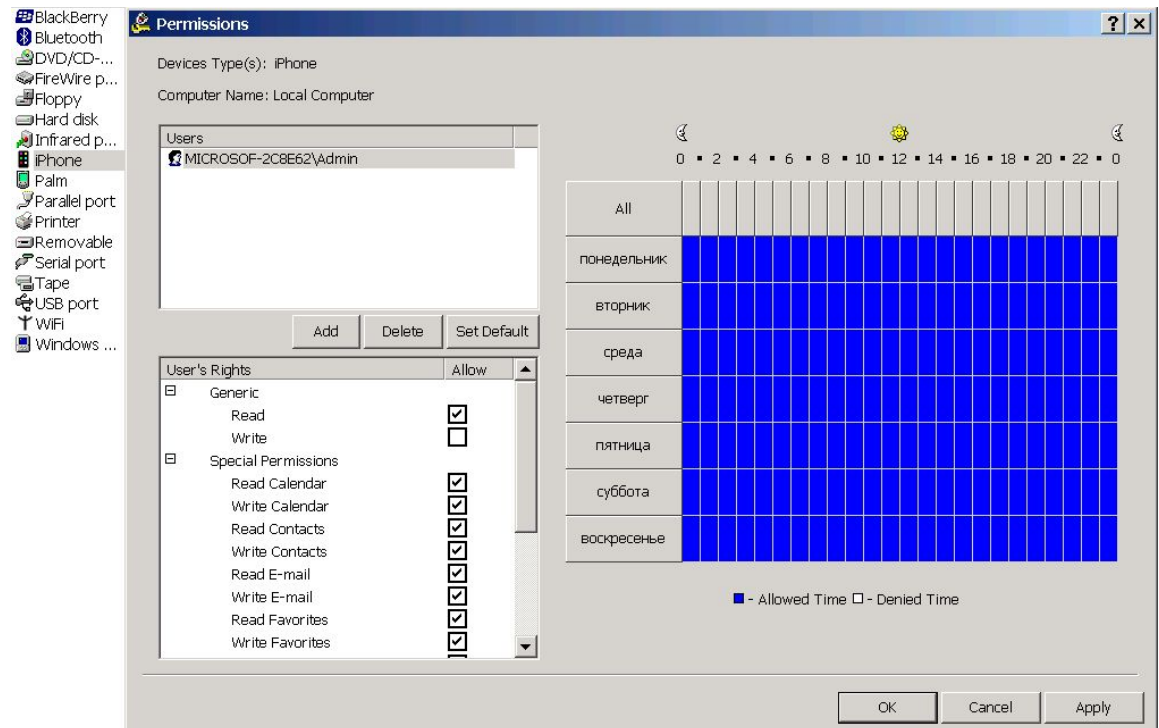 BlackBerry
Bluetooth
DVD/CD-...
FireWire p...
Floppy
Hard disk
Infrared p...
iPhone
Palm
Parallel port
Printer
Removable
Serial port
Tape
USB port
WiFi
Windows ...
Permissions
Devices Type(s): iPhone
Computer Name: Local Computer
Users
MICROSOF-2C8E62\Admin
Add Delete Set Default
User's Rights Allow
Generic
Read
Write
Special Permissions
Read Calendar
Write Calendar
Read Contacts
Write Contacts
Read E-mail
Write E-mail
Read Favorites
Write Favorites
0 2 4 6 8 10 12 14 16 18 20 22 0
All
понедельник
вторник
среда
четверг
пятница
суббота
воскресенье
- Allowed Time - Denied Time
OK Cancel Apply